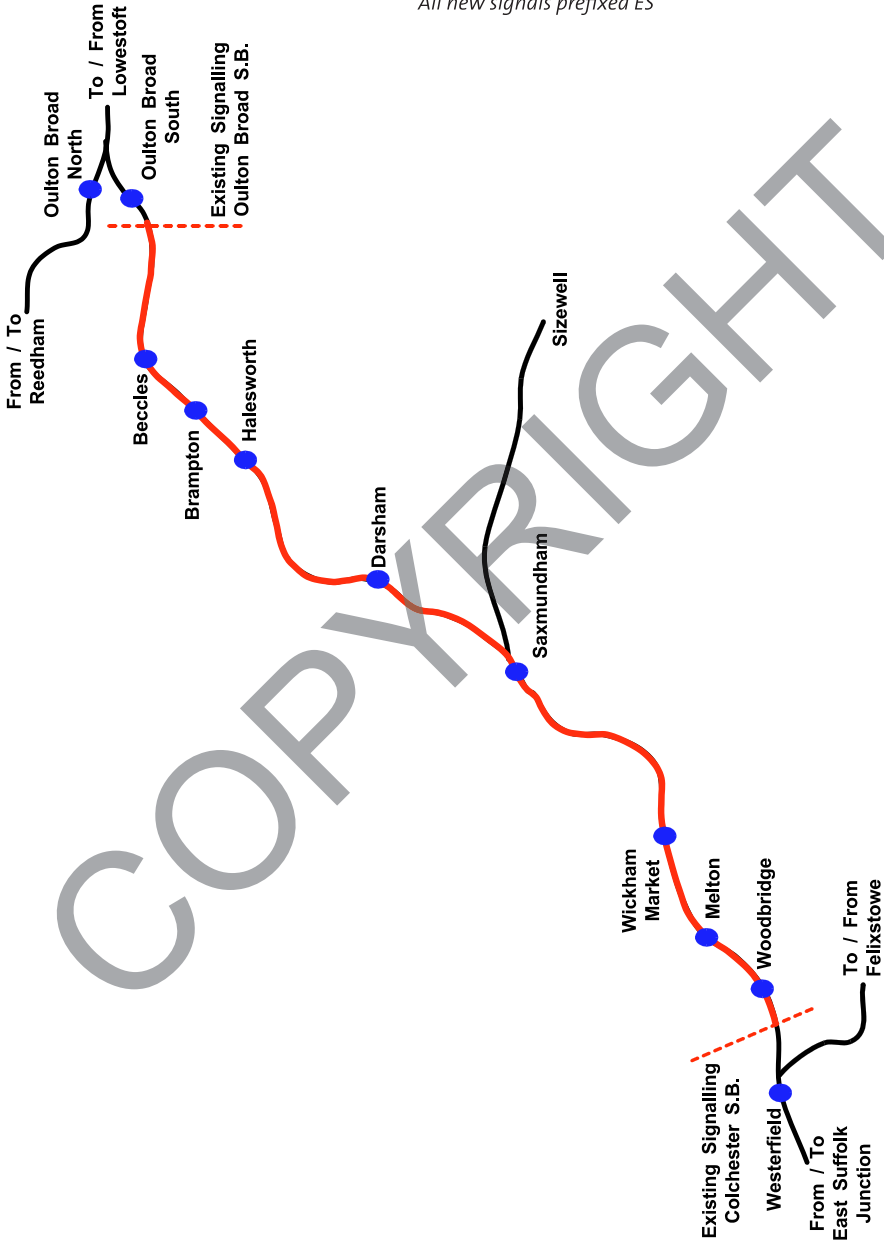 All new signals prefixed ES
To / From
Lowestoft
Oulton Broad
North
Oulton Broad
South
Existing Signalling
Oulton Broad S.B.
From / To
Reedham
Beccles
Brampton
Halesworth
Darsham
Sizewell
Saxmundham
Wickham
Market
Melton
Woodbridge
To / From
Felixstowe
Existing Signalling
Colchester S.B.
Westerfield
From / To
East Suffolk
Junction
COPYRIGHT